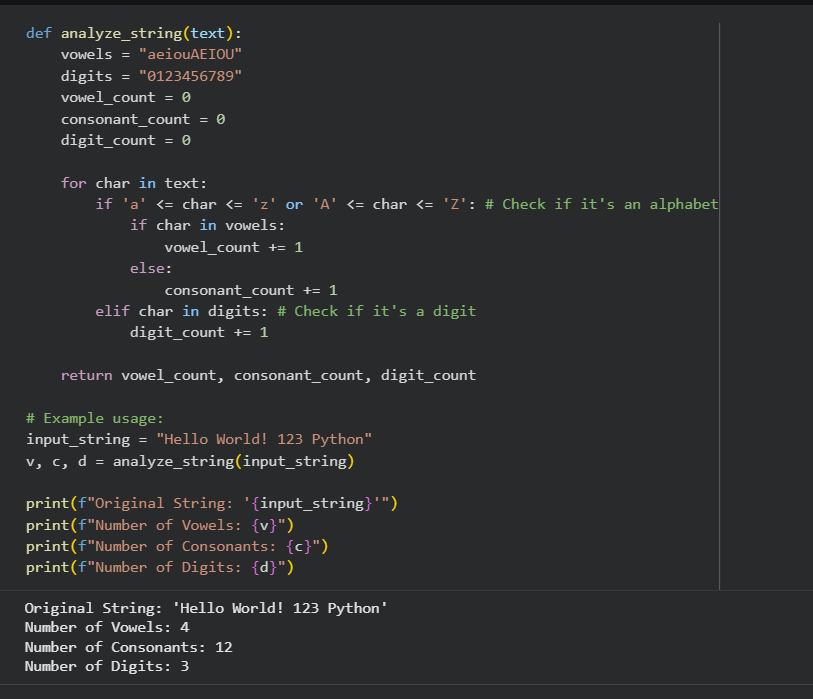 def analyze_string(text):
    vowels = "aeiouAEIOU"
    digits = "0123456789"
    vowel_count = 0
    consonant_count = 0
    digit_count = 0

    for char in text:
        if 'a' <= char <= 'z' or 'A' <= char <= 'Z': # Check if it's an alphabet
            if char in vowels:
                vowel_count += 1
            else:
                consonant_count += 1
        elif char in digits: # Check if it's a digit
            digit_count += 1

    return vowel_count, consonant_count, digit_count

# Example usage:
input_string = "Hello World! 123 Python"
v, c, d = analyze_string(input_string)

print(f"Original String: '{input_string}'")
print(f"Number of Vowels: {v}")
print(f"Number of Consonants: {c}")
print(f"Number of Digits: {d}")

Original String: 'Hello World! 123 Python'
Number of Vowels: 4
Number of Consonants: 12
Number of Digits: 3